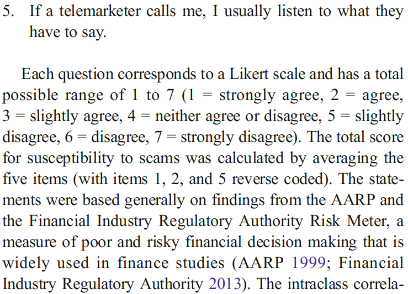 5. If a telemarketer calls me, I usually listen to what they
have to say.
Each question corresponds to a Likert scale and has a total
possible range of 1 to 7 (1 = strongly agree, 2 = agree,
3 = slightly agree, 4 = neither agree or disagree, 5 = slightly
disagree, 6 = disagree, 7 = strongly disagree). The total score
for susceptibility to scams was calculated by averaging the
five items (with items 1, 2, and 5 reverse coded). The state-
ments were based generally on findings from the AARP and
the Financial Industry Regulatory Authority Risk Meter, a
measure of poor and risky financial decision making that is
widely used in finance studies (AARP 1999; Financial
Industry Regulatory Authority 2013). The intraclass correla-